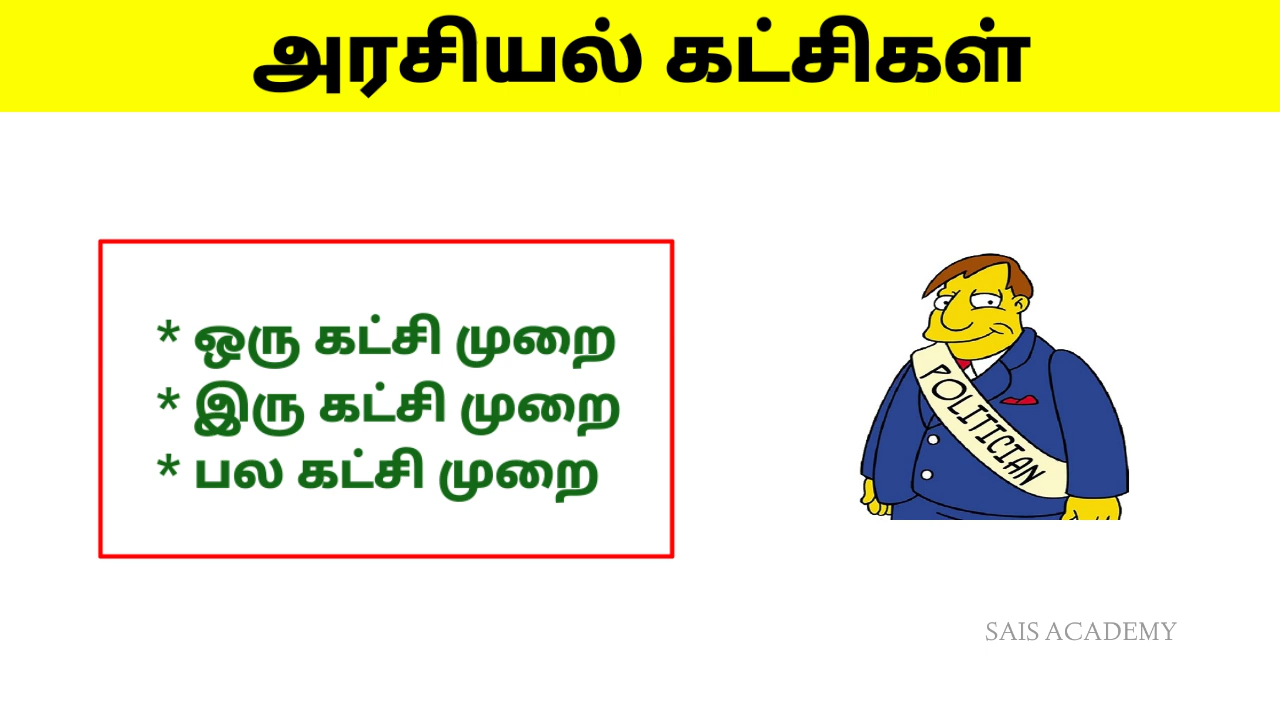 அரசியல் கட்சிகள்
* ஒரு கட்சி முறை
* இரு கட்சி முறை
* பல கட்சி முறை
POLITICIAN
SAIS ACADEMY